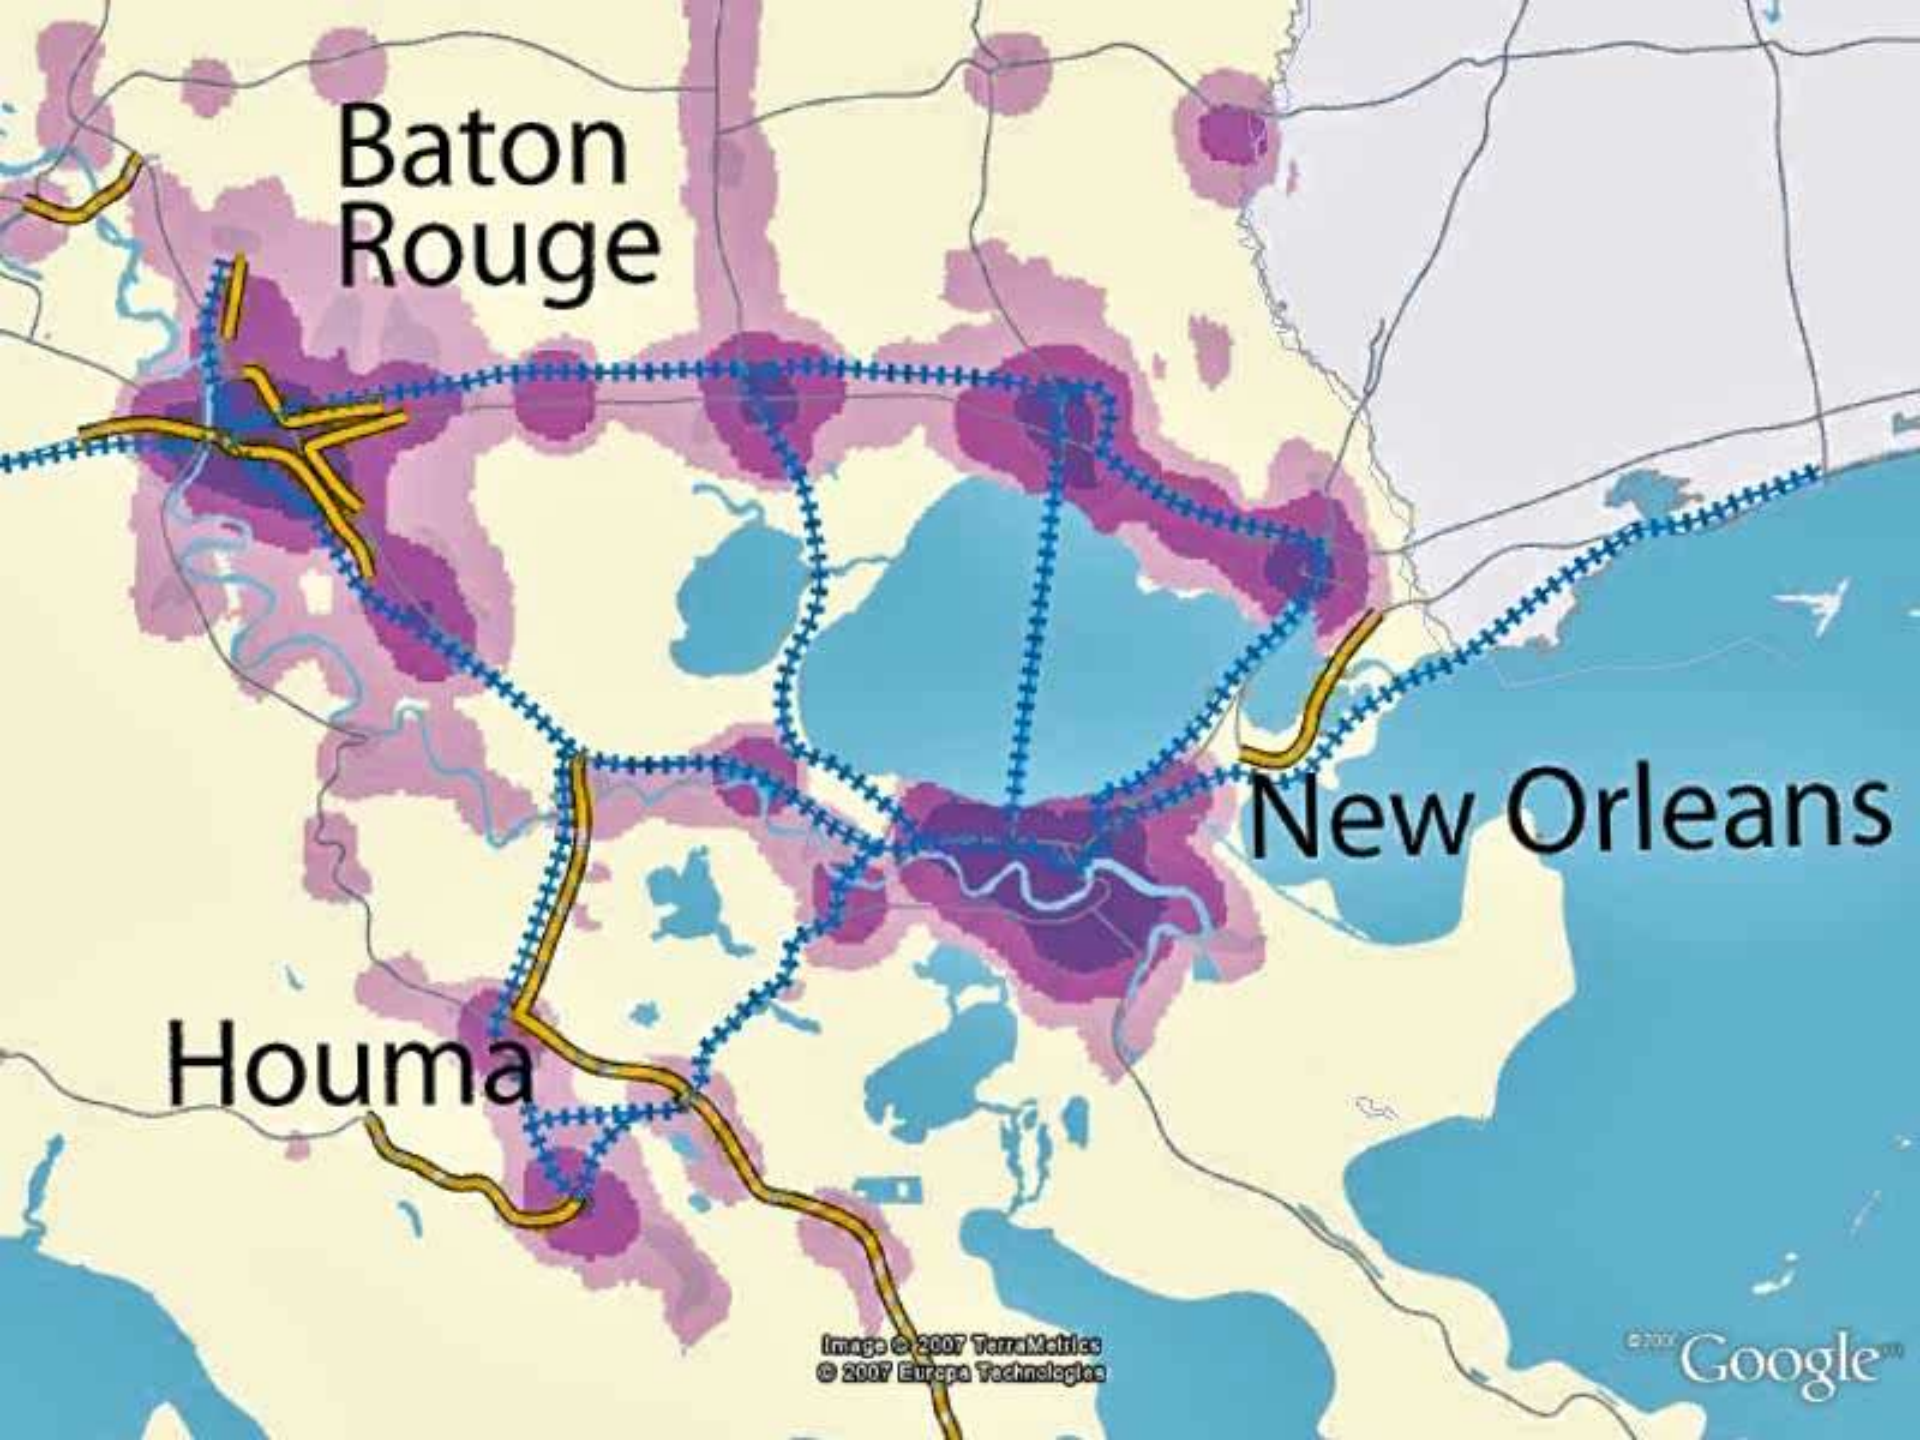 Baton
Rouge
New Orleans
Houma
Image © 2007 TerraMetrics
© 2007 Europa Technologies
Google